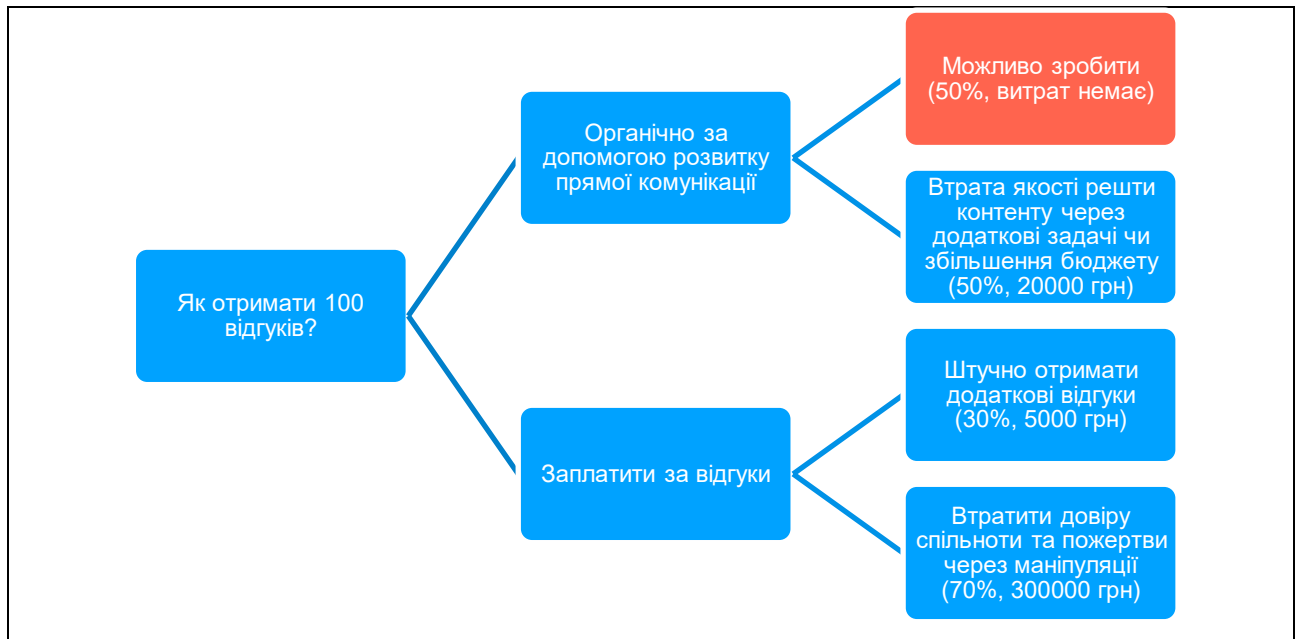 Як отримати 100
відгуків?
Органічно за
допомогою розвитку
прямої комунікації
Можливо зробити
(50%, витрат немає)
Втрата якості решти
контенту через
додаткові задачі чи
збільшення бюджету
(50%, 20000 грн)
Заплатити за відгуки
Штучно отримати
додаткові відгуки
(30%, 5000 грн)
Втратити довіру
спільноти та пожертви
через маніпуляції
(70%, 300000 грн)